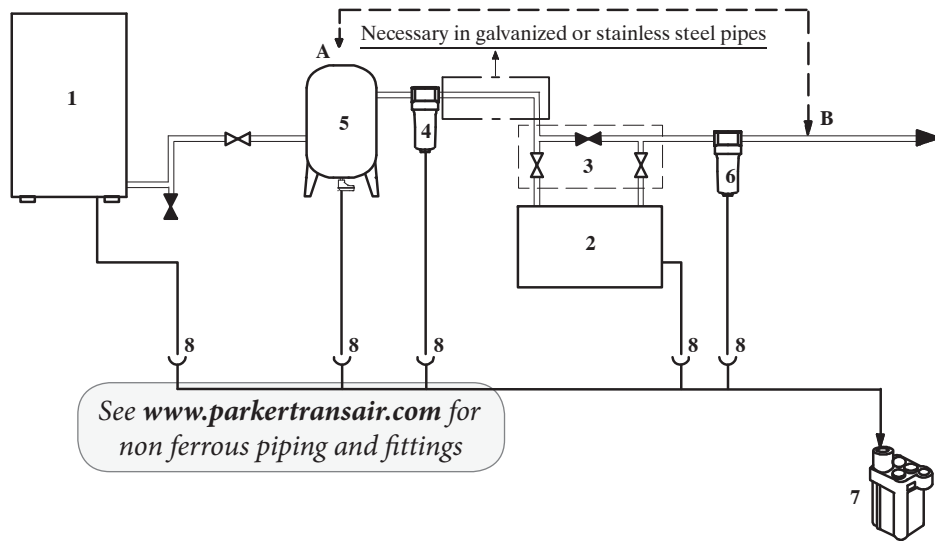 Necessary in galvanized or stainless steel pipes
A
B
1
5
4
3
6
2
8
8
8
8
8
See www.parkertransair.com for
non ferrous piping and fittings
7